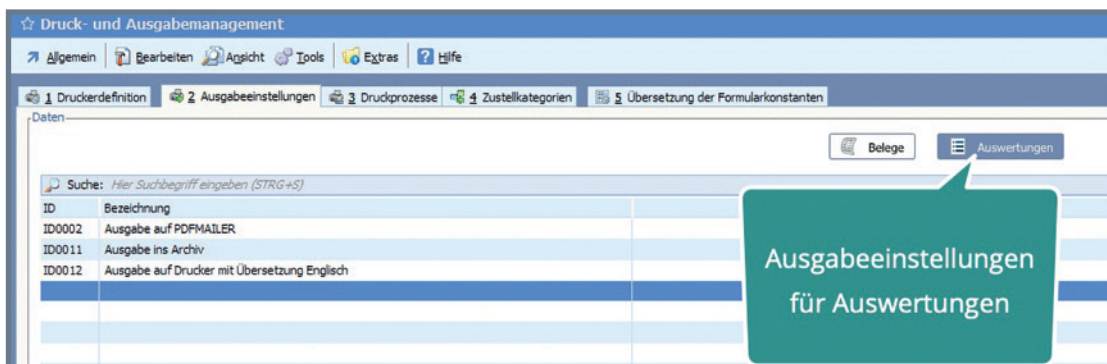 Druck- und Ausgabemanagement
Allgemein Bearbeiten Ansicht Tools Extras Hilfe
1 Druckerdefinition 2 Ausgabeeinstellungen 3 Druckprozesse 4 Zustellkategorien 5 Übersetzung der Formularkonstanten
Daten
Belege Auswertungen
Suche: Hier Suchbegriff eingeben (STRG+S)
ID Bezeichnung
ID0002 Ausgabe auf PDFMAILER
ID0011 Ausgabe ins Archiv
ID0012 Ausgabe auf Drucker mit Übersetzung Englisch
Ausgabeeinstellungen
für Auswertungen